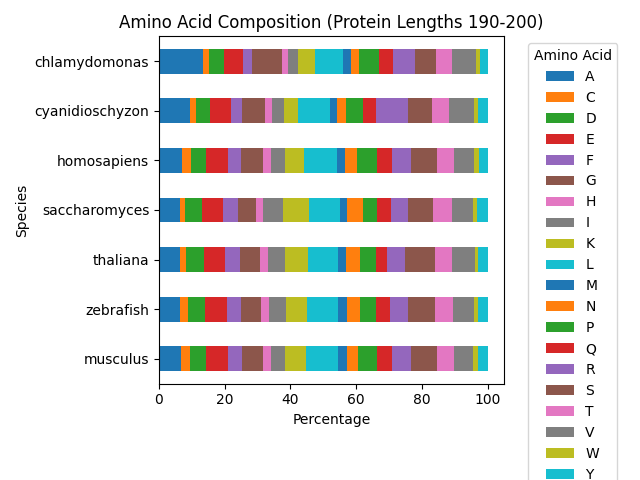 Amino Acid Composition (Protein Lengths 190-200)
Species
chlamydomonas
cyanidioschyzon
homosapiens
saccharomyces
thaliana
zebrafish
musculus
0 20 40 60 80 100
Percentage
Amino Acid
A
C
D
E
F
G
H
I
K
L
M
N
P
Q
R
S
T
V
W
Y